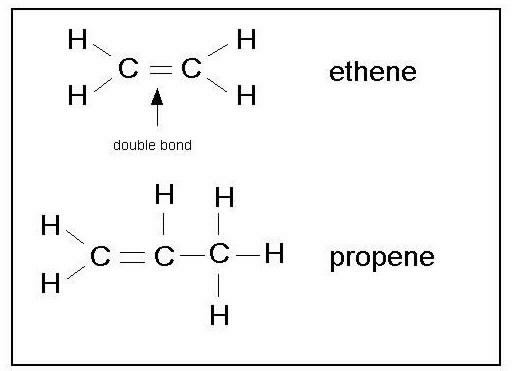 H H
C = C ethene
H H
double bond
H H
H
C = C — C — H propene
H
H